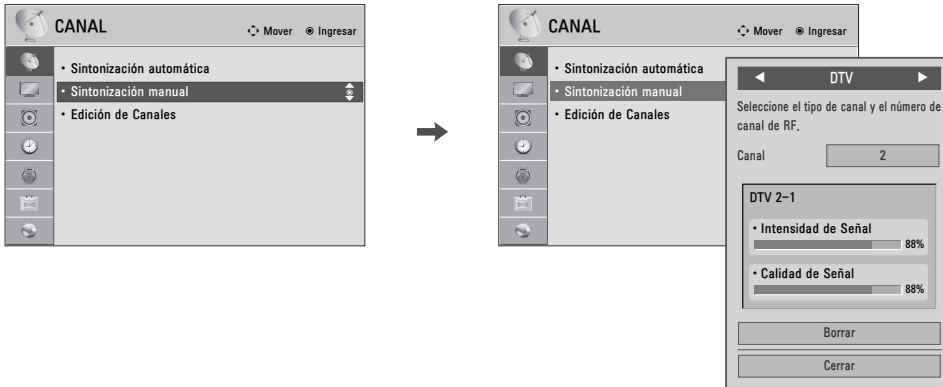 CANAL
Mover
Ingresar
• Sintonización automática
• Sintonización manual
• Edición de Canales
CANAL
Mover
Ingresar
• Sintonización automática
• Sintonización manual
• Edición de Canales
◀ DTV ▶
Seleccione el tipo de canal y el número de
canal de RF.
Canal 2
DTV 2-1
• Intensidad de Señal
88%
• Calidad de Señal
88%
Borrar
Cerrar